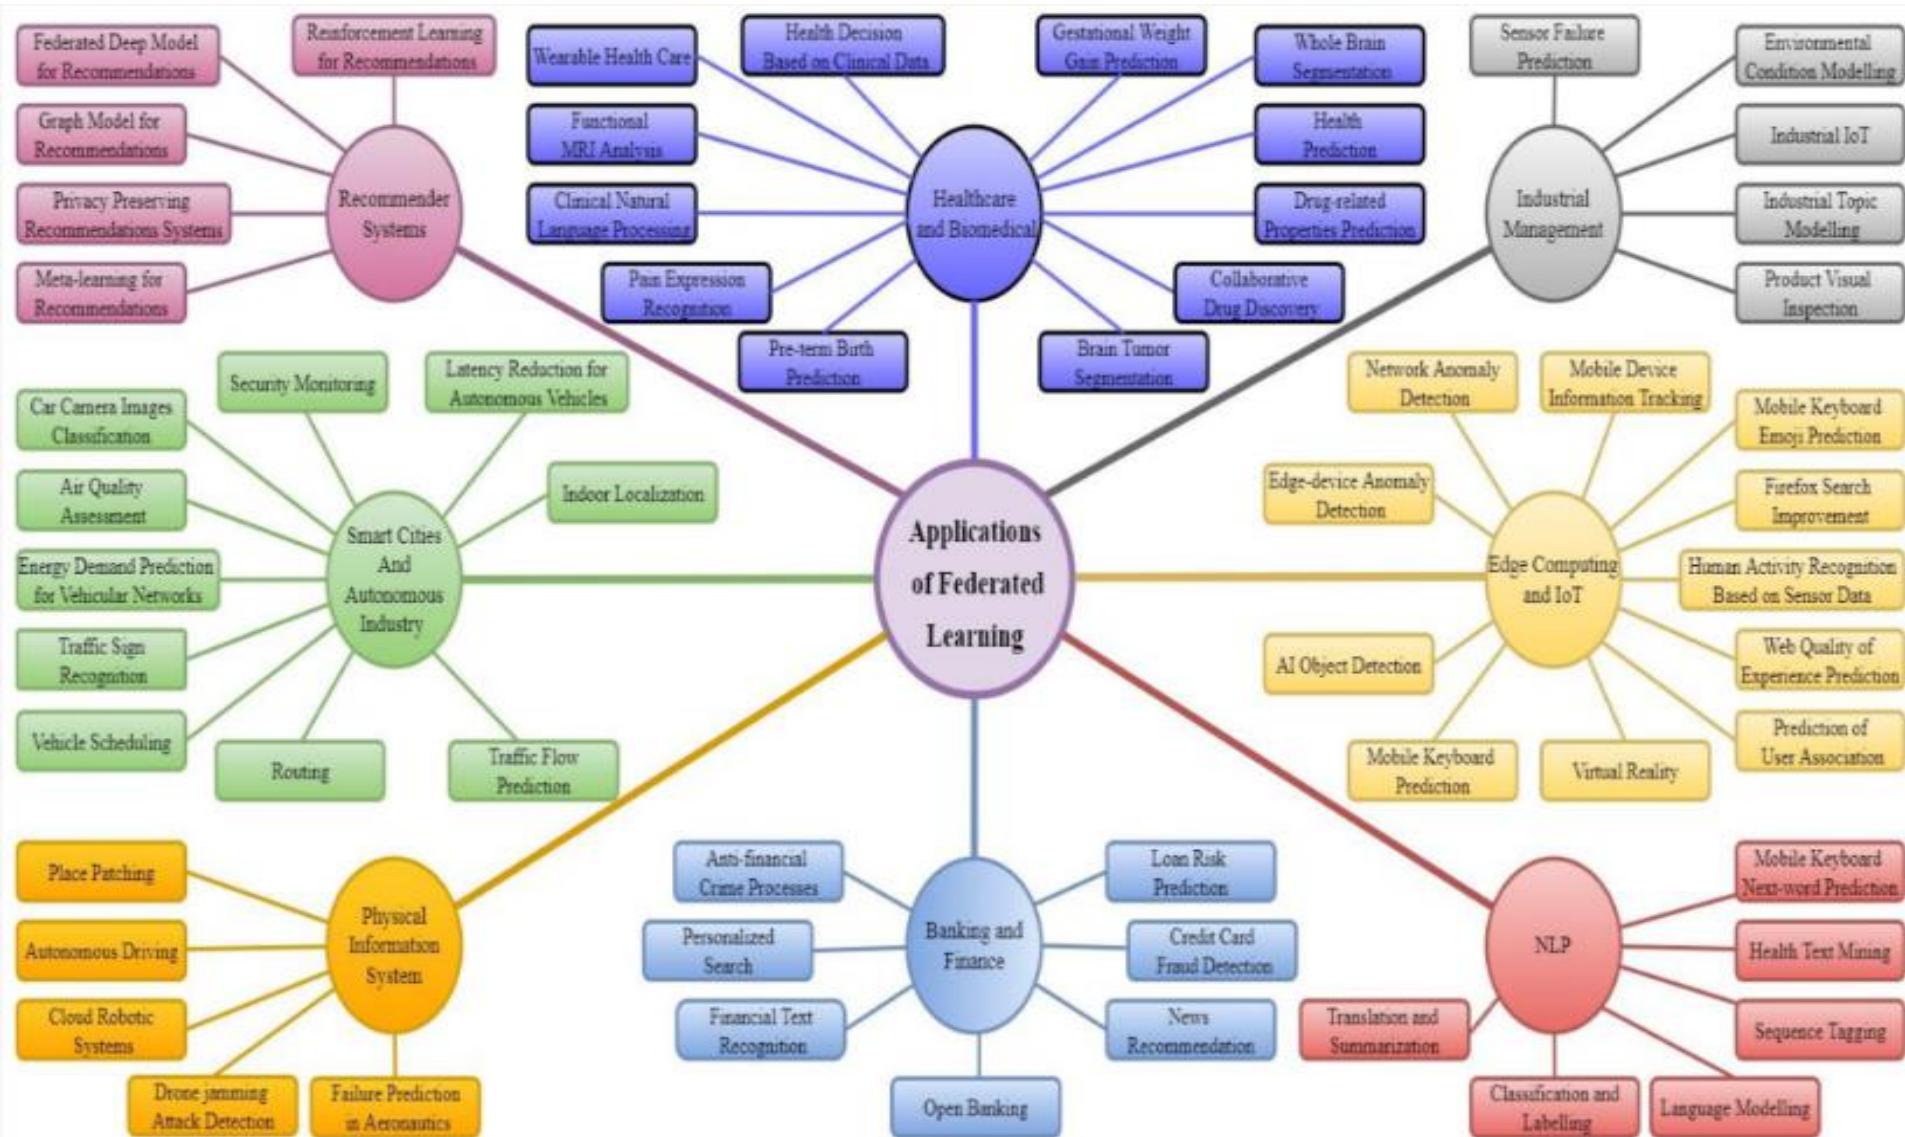 Federated Deep Model
for Recommendations
Reinforcement Learning
for Recommendations
Graph Model for
Recommendations
Privacy Preserving
Recommendations Systems
Meta-learning for
Recommendations
Recommender
Systems
Wearable Health Care
Health Decision
Based on Clinical Data
Gestational Weight
Gain Prediction
Whole Brain
Segmentation
Functional
MRI Analysis
Health
Prediction
Clinical Natural
Language Processing
Drug-related
Properties Prediction
Pain Expression
Recognition
Collaborative
Drug Discovery
Pre-term Birth
Prediction
Brain Tumor
Segmentation
Healthcare
and Biomedical
Sensor Failure
Prediction
Environmental
Condition Modelling
Industrial IoT
Industrial Topic
Modelling
Product Visual
Inspection
Industrial
Management
Security Monitoring
Latency Reduction for
Autonomous Vehicles
Car Camera Images
Classification
Air Quality
Assessment
Indoor Localization
Energy Demand Prediction
for Vehicular Networks
Traffic Sign
Recognition
Vehicle Scheduling
Routing
Traffic Flow
Prediction
Smart Cities
And
Autonomous
Industry
Applications
of Federated
Learning
Network Anomaly
Detection
Mobile Device
Information Tracking
Mobile Keyboard
Emoji Prediction
Edge-device Anomaly
Detection
Firefox Search
Improvement
Human Activity Recognition
Based on Sensor Data
AI Object Detection
Web Quality of
Experience Prediction
Prediction of
User Association
Mobile Keyboard
Prediction
Virtual Reality
Edge Computing
and IoT
Place Patching
Autonomous Driving
Cloud Robotic
Systems
Drone jamming
Attack Detection
Failure Prediction
in Aeronautics
Physical
Information
System
Anti-financial
Crime Processes
Loan Risk
Prediction
Personalized
Search
Credit Card
Fraud Detection
Financial Text
Recognition
News
Recommendation
Open Banking
Banking and
Finance
Mobile Keyboard
Next-word Prediction
Health Text Mining
Sequence Tagging
Translation and
Summarization
Classification and
Labelling
Language Modelling
NLP